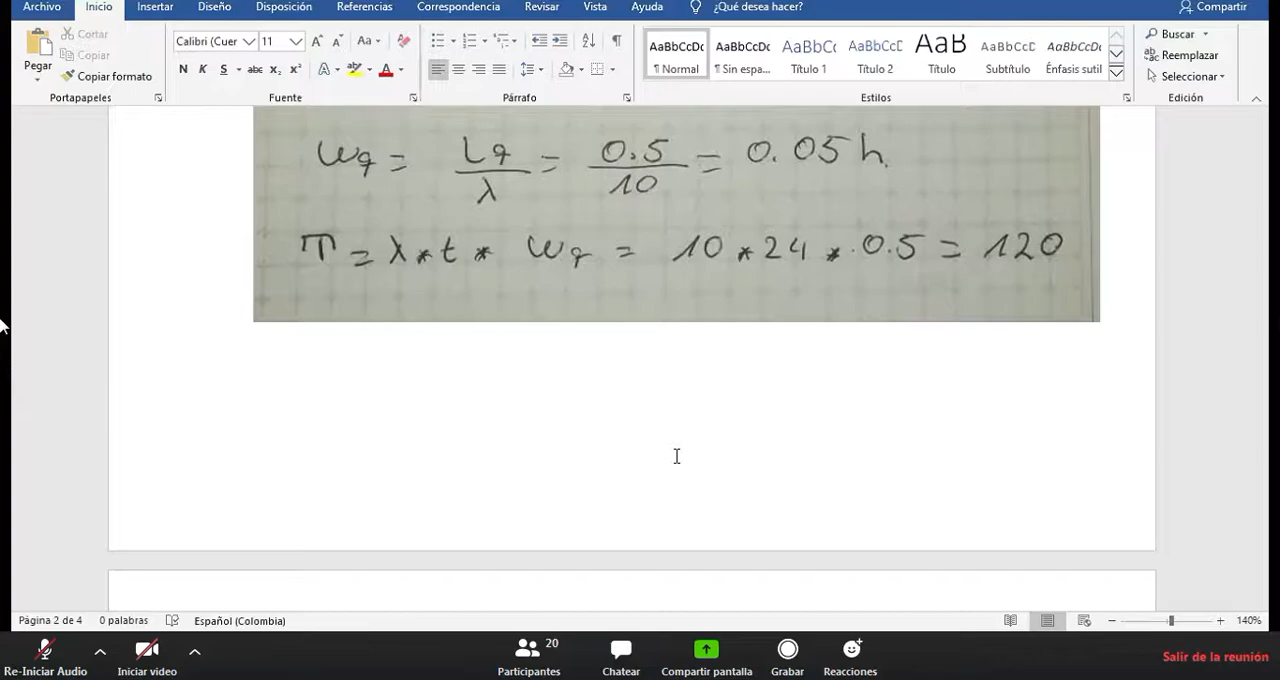 Archivo Inicio Insertar Diseño Disposición Referencias Correspondencia Revisar Vista Ayuda ¿Qué desea hacer? Compartir
Pegar
Cortar
Copiar
Copiar formato
Portapapeles
Calibri (Cuer 11 A A Aa
N K S abc x₂ x² A A
Fuente
Párrafo
AaBbCcDc AaBbCcDc AaBbCc AaBbCcD AaB AaBbCcD AaBbCcDc
¶ Normal ¶ Sin espa... Título 1 Título 2 Título Subtítulo Énfasis sutil
Estilos
Buscar
Reemplazar
Seleccionar
Edición
Wq = Lq/λ = 0.5/10 = 0.05 h.
T = λ * t * Wq = 10 * 24 * 0.5 = 120
Página 2 de 4 0 palabras Español (Colombia) 140%
Re-Iniciar Audio Iniciar video Participantes 20 Chatear Compartir pantalla Grabar Reacciones Salir de la reunión